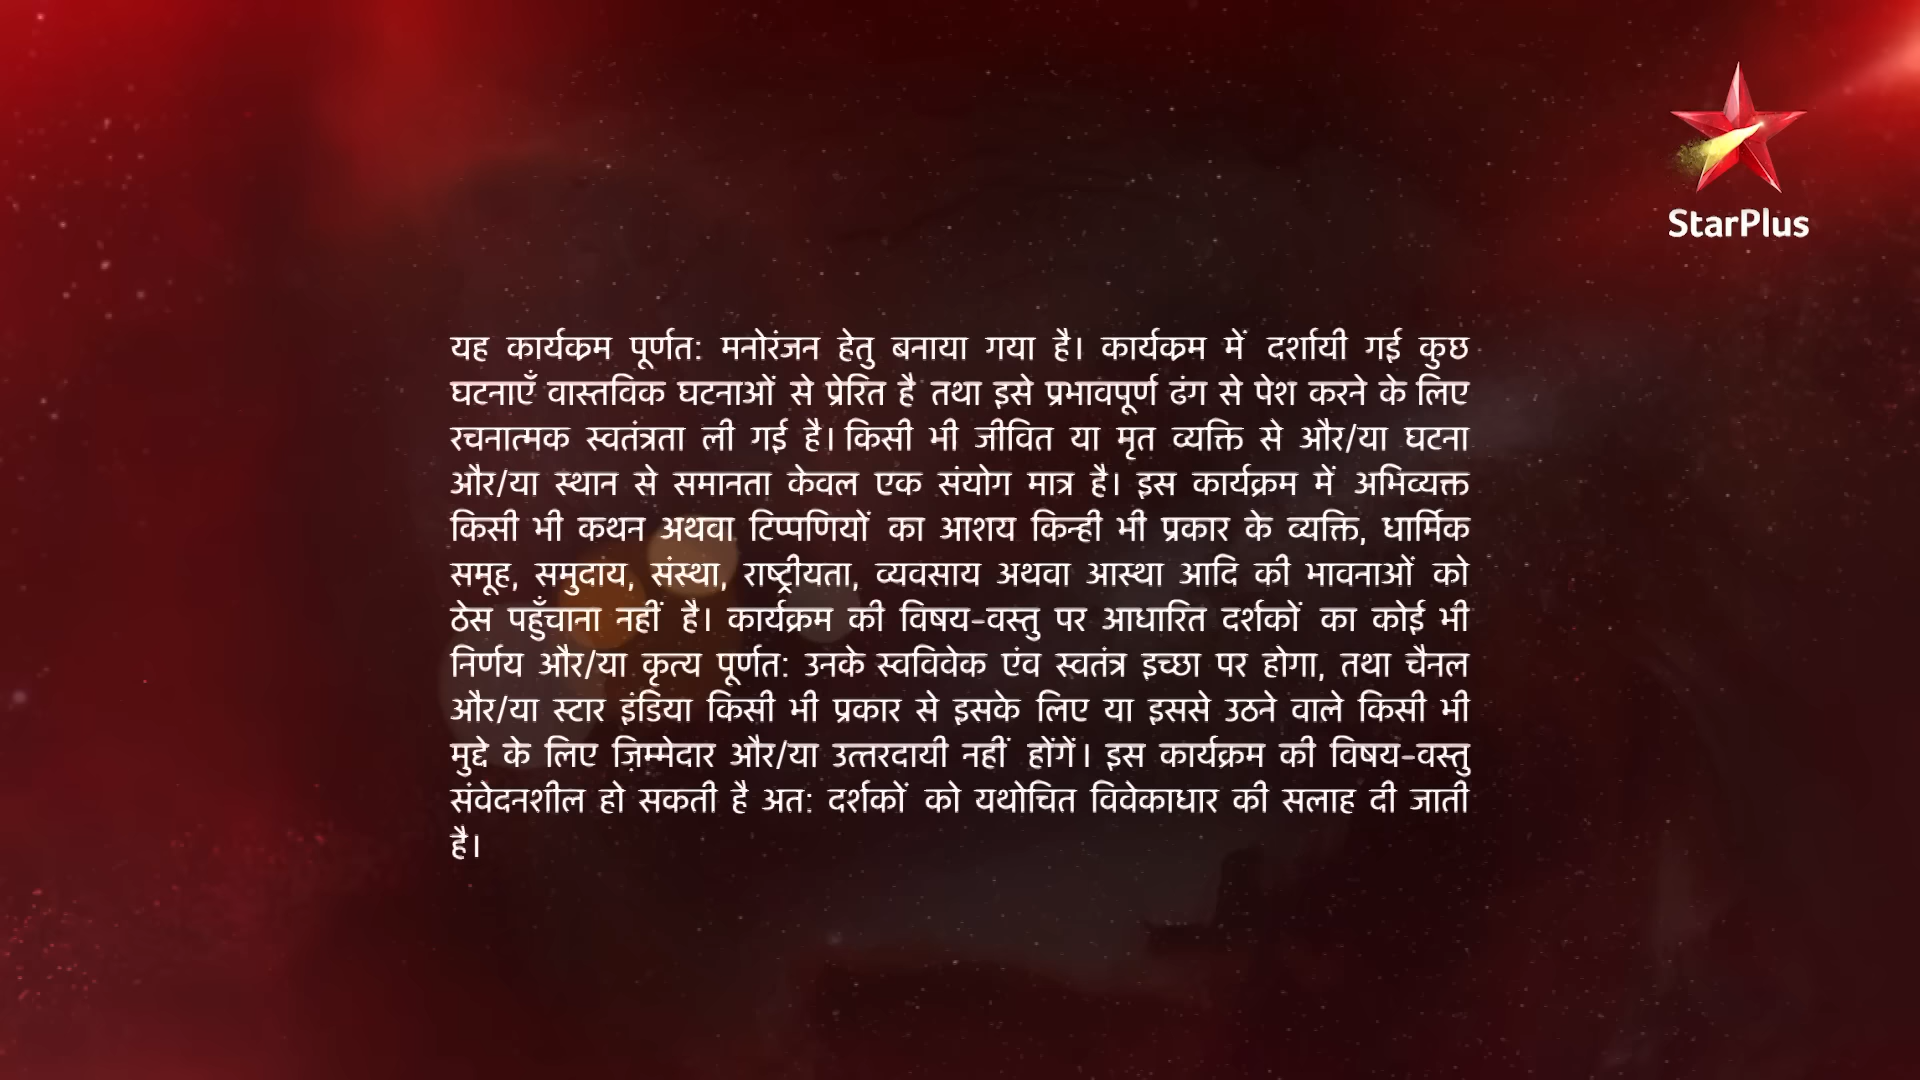 StarPlus
यह कार्यक्रम पूर्णत: मनोरंजन हेतु बनाया गया है। कार्यक्रम में दर्शायी गई कुछ
घटनाएँ वास्तविक घटनाओं से प्रेरित है तथा इसे प्रभावपूर्ण ढंग से पेश करने के लिए
रचनात्मक स्वतंत्रता ली गई है। किसी भी जीवित या मृत व्यक्ति से और/या घटना
और/या स्थान से समानता केवल एक संयोग मात्र है। इस कार्यक्रम में अभिव्यक्त
किसी भी कथन अथवा टिप्पणियों का आशय किन्ही भी प्रकार के व्यक्ति, धार्मिक
समूह, समुदाय, संस्था, राष्ट्रीयता, व्यवसाय अथवा आस्था आदि की भावनाओं को
ठेस पहुँचाना नहीं है। कार्यक्रम की विषय-वस्तु पर आधारित दर्शकों का कोई भी
निर्णय और/या कृत्य पूर्णत: उनके स्वविवेक एंव स्वतंत्र इच्छा पर होगा, तथा चैनल
और/या स्टार इंडिया किसी भी प्रकार से इसके लिए या इससे उठने वाले किसी भी
मुद्दे के लिए ज़िम्मेदार और/या उत्तरदायी नहीं होंगें। इस कार्यक्रम की विषय-वस्तु
संवेदनशील हो सकती है अत: दर्शकों को यथोचित विवेकाधार की सलाह दी जाती
है।